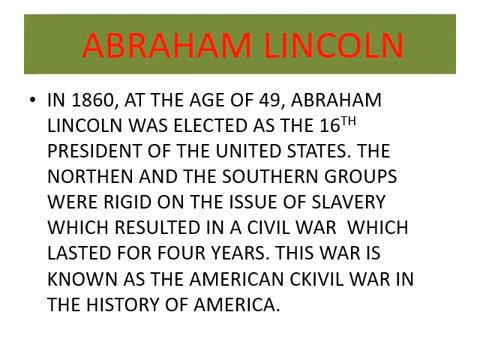 ABRAHAM LINCOLN
• IN 1860, AT THE AGE OF 49, ABRAHAM
LINCOLN WAS ELECTED AS THE 16TH
PRESIDENT OF THE UNITED STATES. THE
NORTHEN AND THE SOUTHERN GROUPS
WERE RIGID ON THE ISSUE OF SLAVERY
WHICH RESULTED IN A CIVIL WAR  WHICH
LASTED FOR FOUR YEARS. THIS WAR IS
KNOWN AS THE AMERICAN CKIVIL WAR IN
THE HISTORY OF AMERICA.